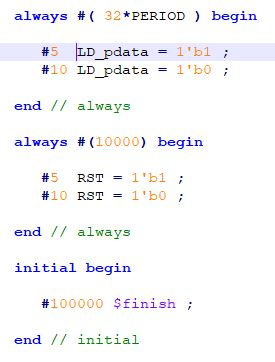 always #( 32*PERIOD ) begin
#5 LD_pdata = 1'b1 ;
#10 LD_pdata = 1'b0 ;
end // always
always #(10000) begin
#5 RST = 1'b1 ;
#10 RST = 1'b0 ;
end // always
initial begin
#100000 $finish ;
end // initial